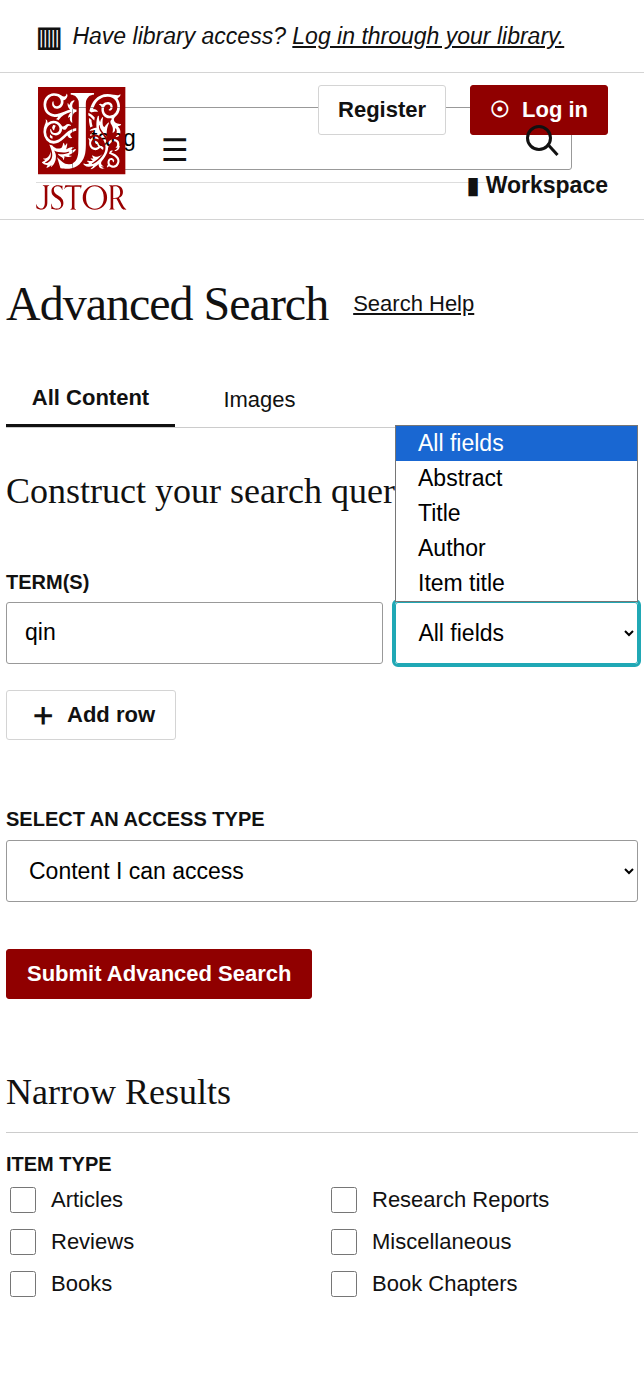 Have library access? Log in through your library.
Register
Log in
tang
JSTOR
Workspace
Advanced Search
Search Help
All Content
Images
Construct your search quer
All fields
Abstract
Title
Author
Item title
TERM(S)
qin
All fields
Add row
SELECT AN ACCESS TYPE
Content I can access
Submit Advanced Search
Narrow Results
ITEM TYPE
Articles
Research Reports
Reviews
Miscellaneous
Books
Book Chapters